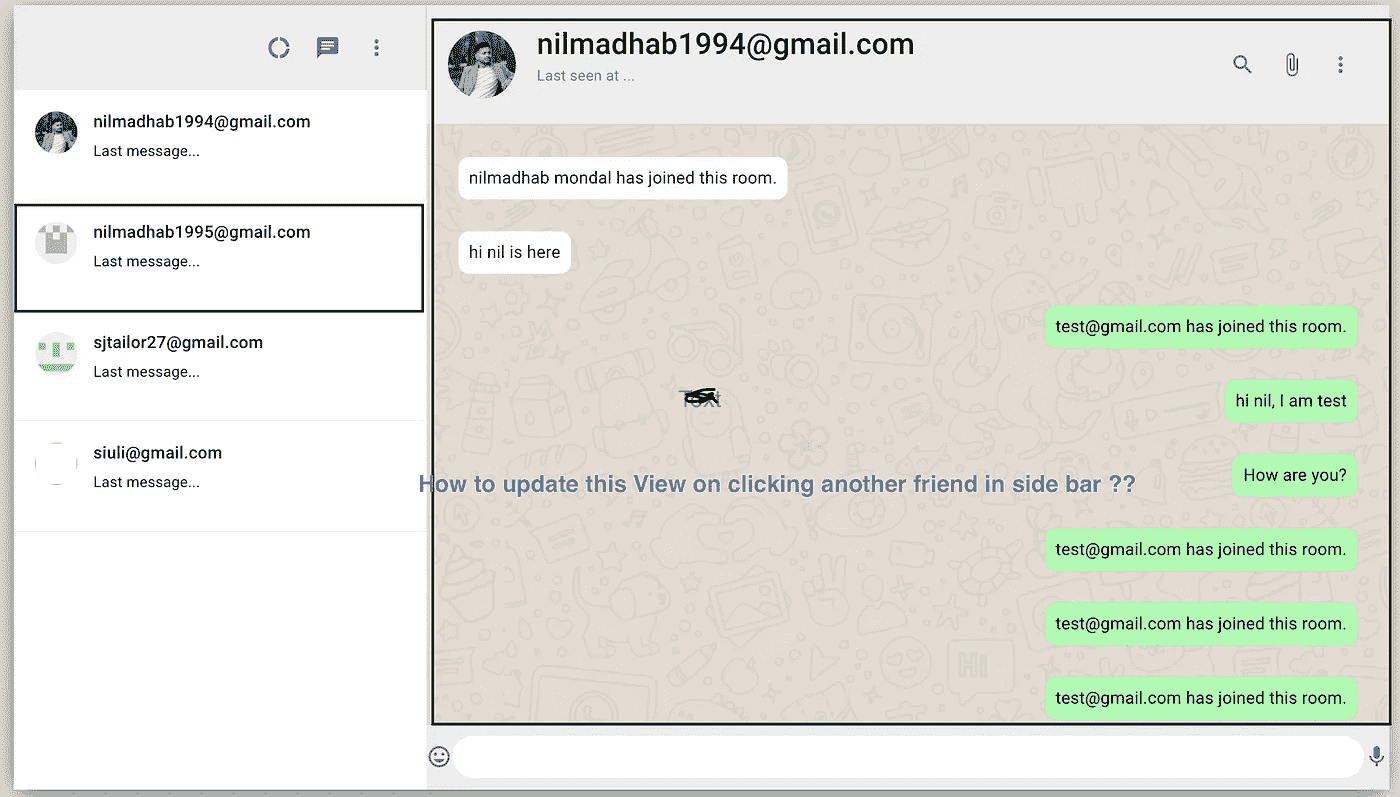 nilmadhab1994@gmail.com
Last message...
nilmadhab1995@gmail.com
Last message...
sjtailor27@gmail.com
Last message...
siuli@gmail.com
Last message...
nilmadhab1994@gmail.com
Last seen at ...
nilmadhab mondal has joined this room.
hi nil is here
test@gmail.com has joined this room.
hi nil, I am test
How are you?
How to update this View on clicking another friend in side bar ??
test@gmail.com has joined this room.
test@gmail.com has joined this room.
test@gmail.com has joined this room.